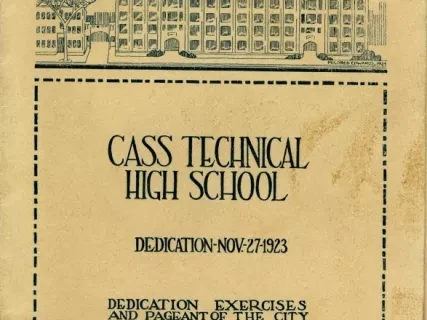 CASS TECHNICAL
HIGH SCHOOL
DEDICATION-NOV-27-1923
DEDICATION EXERCISES
AND PAGEANT OF THE CITY